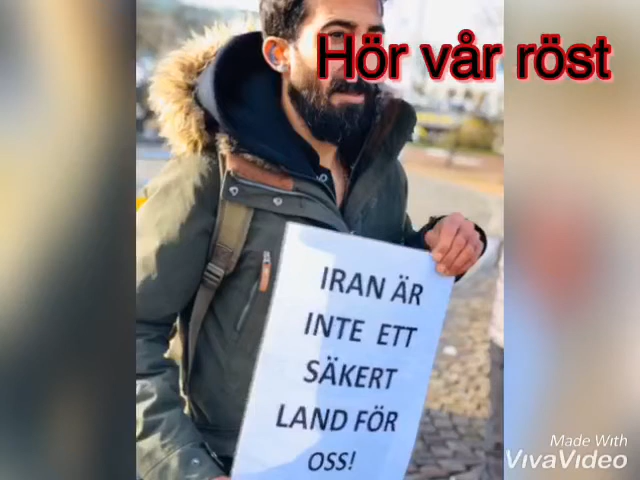 Hör vår röst
IRAN ÄR
INTE ETT
SÄKERT
LAND FÖR
OSS!
Made With
VivaVideo